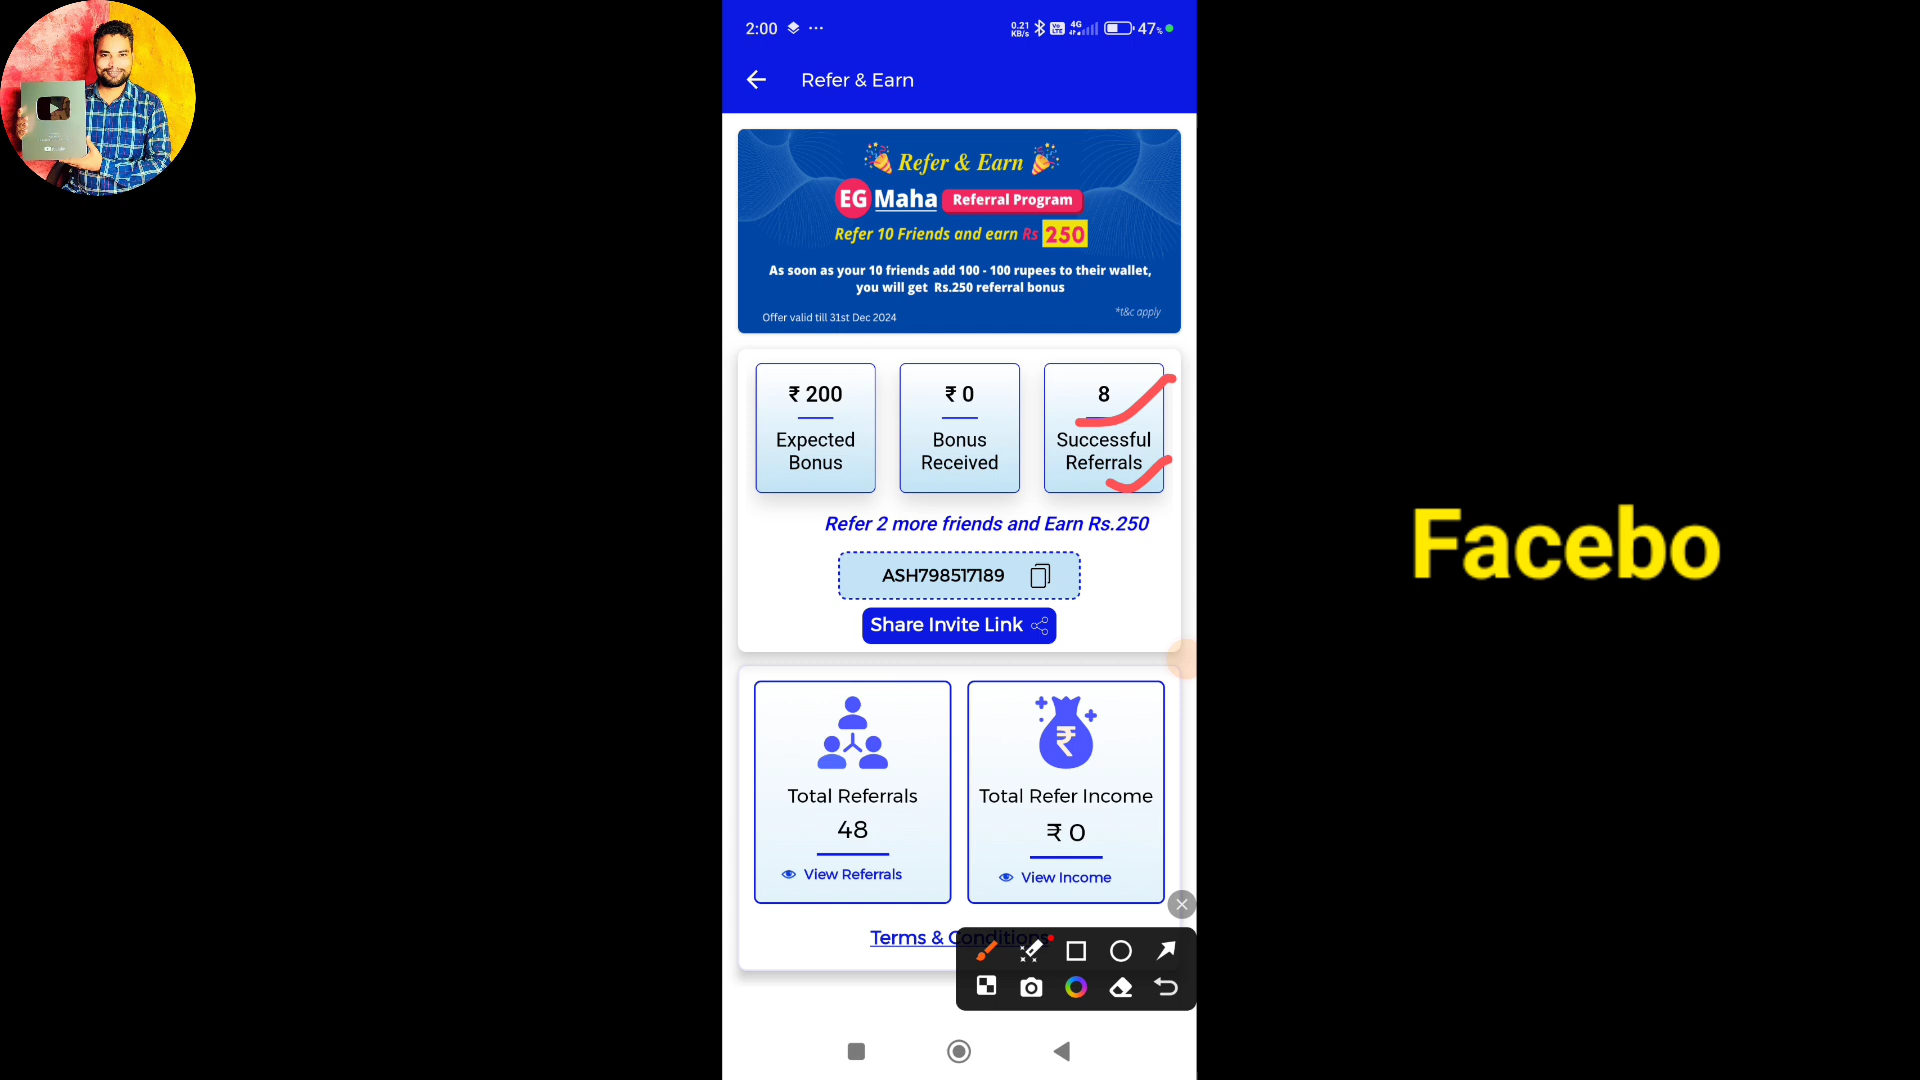 2:00
0.21 KB/s Vo LTE 4G 47%
Refer & Earn
Refer & Earn
EG Maha Referral Program
Refer 10 Friends and earn Rs 250
As soon as your 10 friends add 100 - 100 rupees to their wallet,
you will get Rs.250 referral bonus
Offer valid till 31st Dec 2024
*t&c apply
₹ 200
Expected
Bonus
₹ 0
Bonus
Received
8
Successful
Referrals
Refer 2 more friends and Earn Rs.250
ASH798517189
Share Invite Link
Total Referrals
48
View Referrals
Total Refer Income
₹ 0
View Income
Terms & Conditions
Facebo